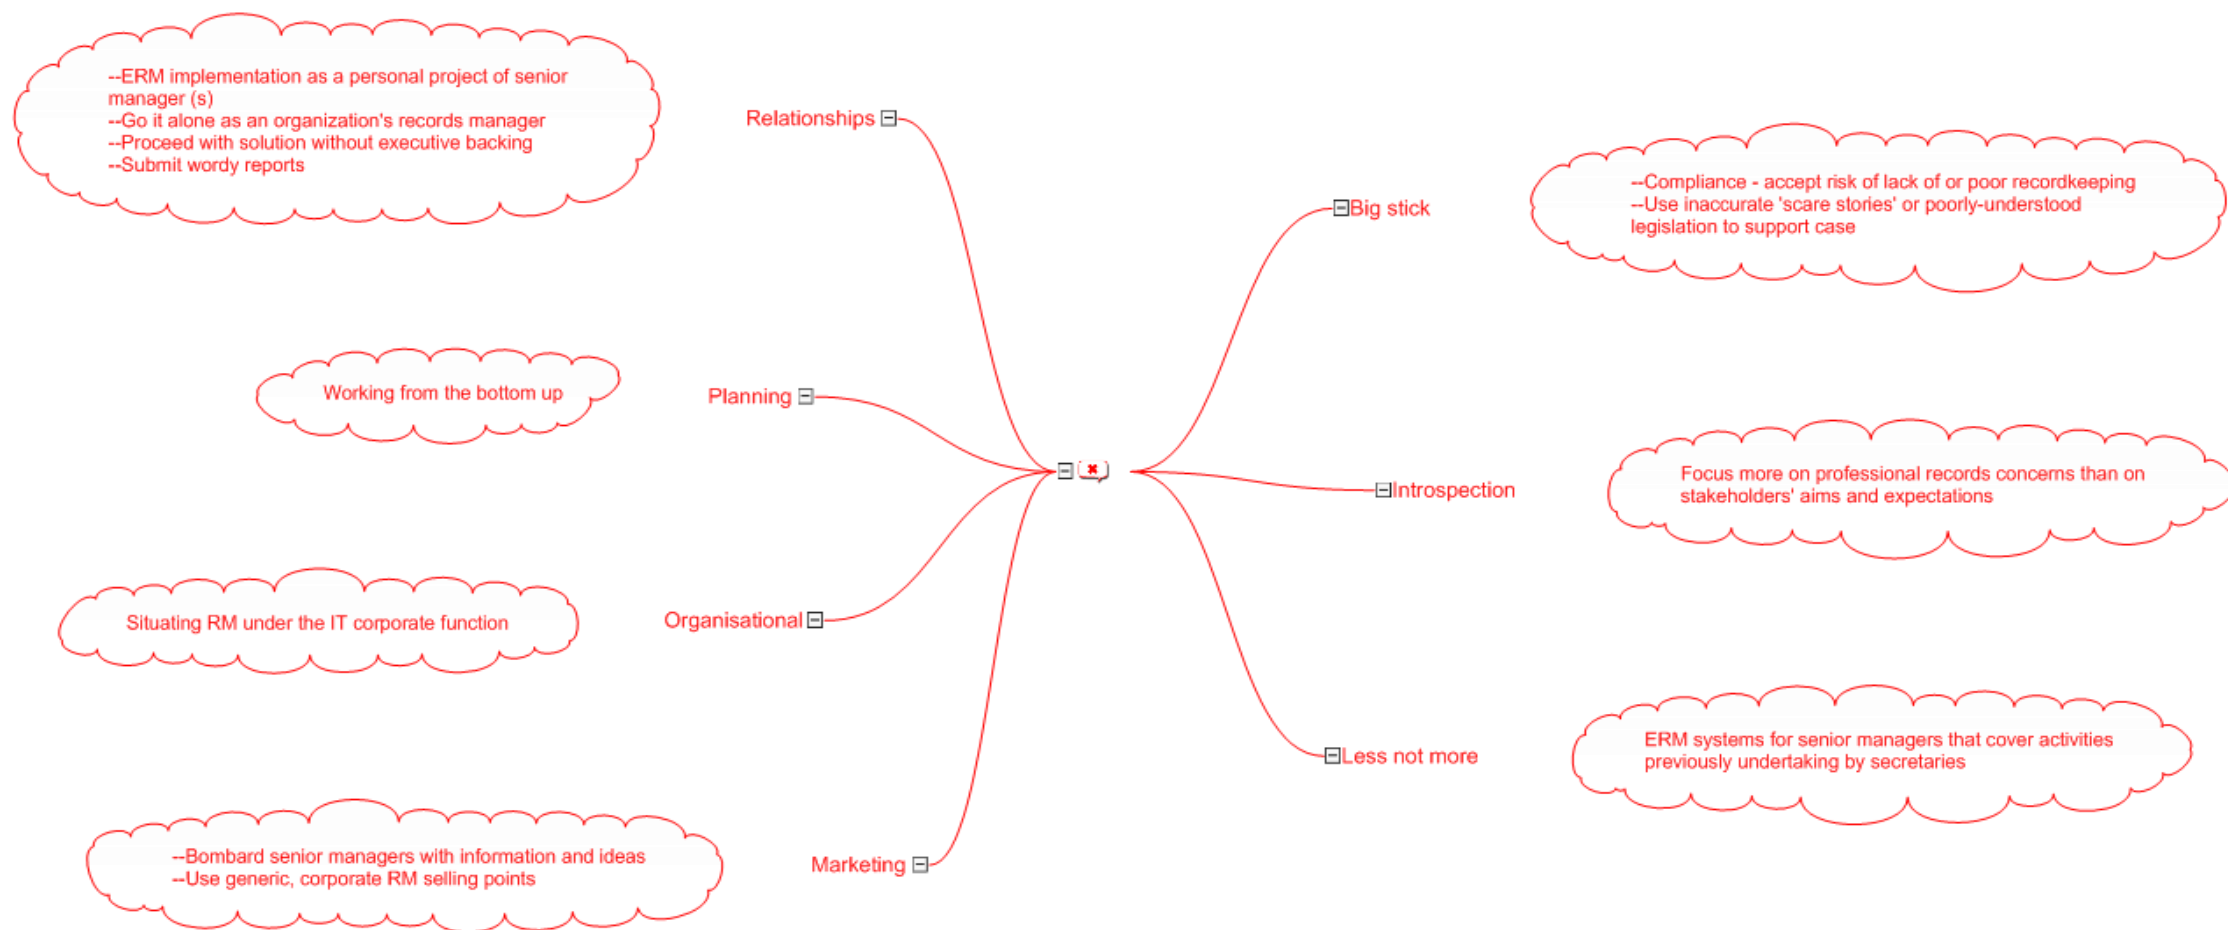 --ERM implementation as a personal project of senior
manager (s)
--Go it alone as an organization's records manager
--Proceed with solution without executive backing
--Submit wordy reports
Relationships
Working from the bottom up
Planning
Situating RM under the IT corporate function
Organisational
--Bombard senior managers with information and ideas
--Use generic, corporate RM selling points
Marketing
Big stick
--Compliance - accept risk of lack of or poor recordkeeping
--Use inaccurate 'scare stories' or poorly-understood
legislation to support case
Introspection
Focus more on professional records concerns than on
stakeholders' aims and expectations
Less not more
ERM systems for senior managers that cover activities
previously undertaking by secretaries